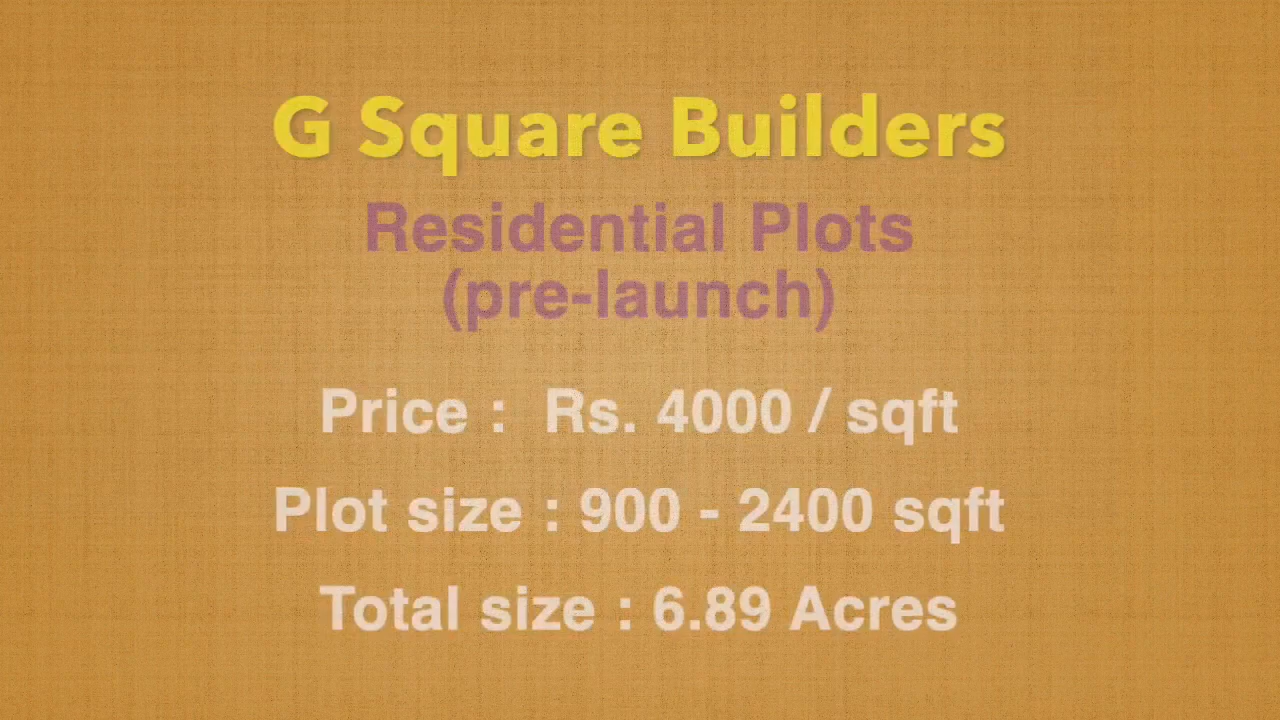 G Square Builders
Residential Plots
(pre-launch)
Price : Rs. 4000 / sqft
Plot size : 900 - 2400 sqft
Total size : 6.89 Acres